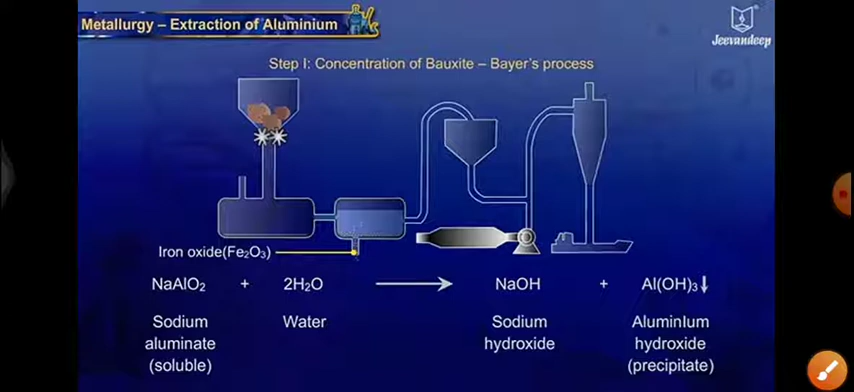 Metallurgy – Extraction of Aluminium
Jeevandeep
Step I: Concentration of Bauxite – Bayer's process
Iron oxide(Fe₂O₃)
NaAlO₂ + 2H₂O ⟶ NaOH + Al(OH)₃↓
Sodium aluminate (soluble)
Water
Sodium hydroxide
Aluminium hydroxide (precipitate)